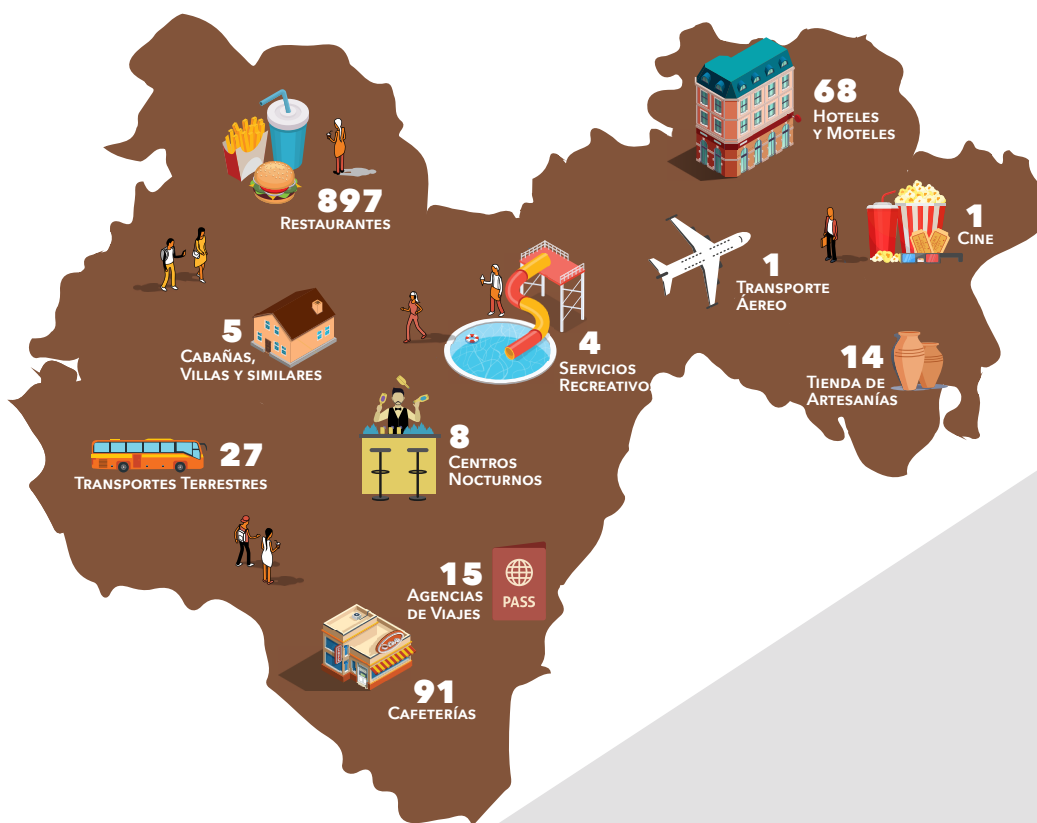 68
HOTELES
Y MOTELES
897
RESTAURANTES
1
CINE
1
TRANSPORTE
ÁEREO
5
CABAÑAS,
VILLAS Y SIMILARES
4
SERVICIOS
RECREATIVOS
14
TIENDA DE
ARTESANÍAS
8
CENTROS
NOCTURNOS
27
TRANSPORTES TERRESTRES
15
AGENCIAS
DE VIAJES
PASS
91
CAFETERÍAS